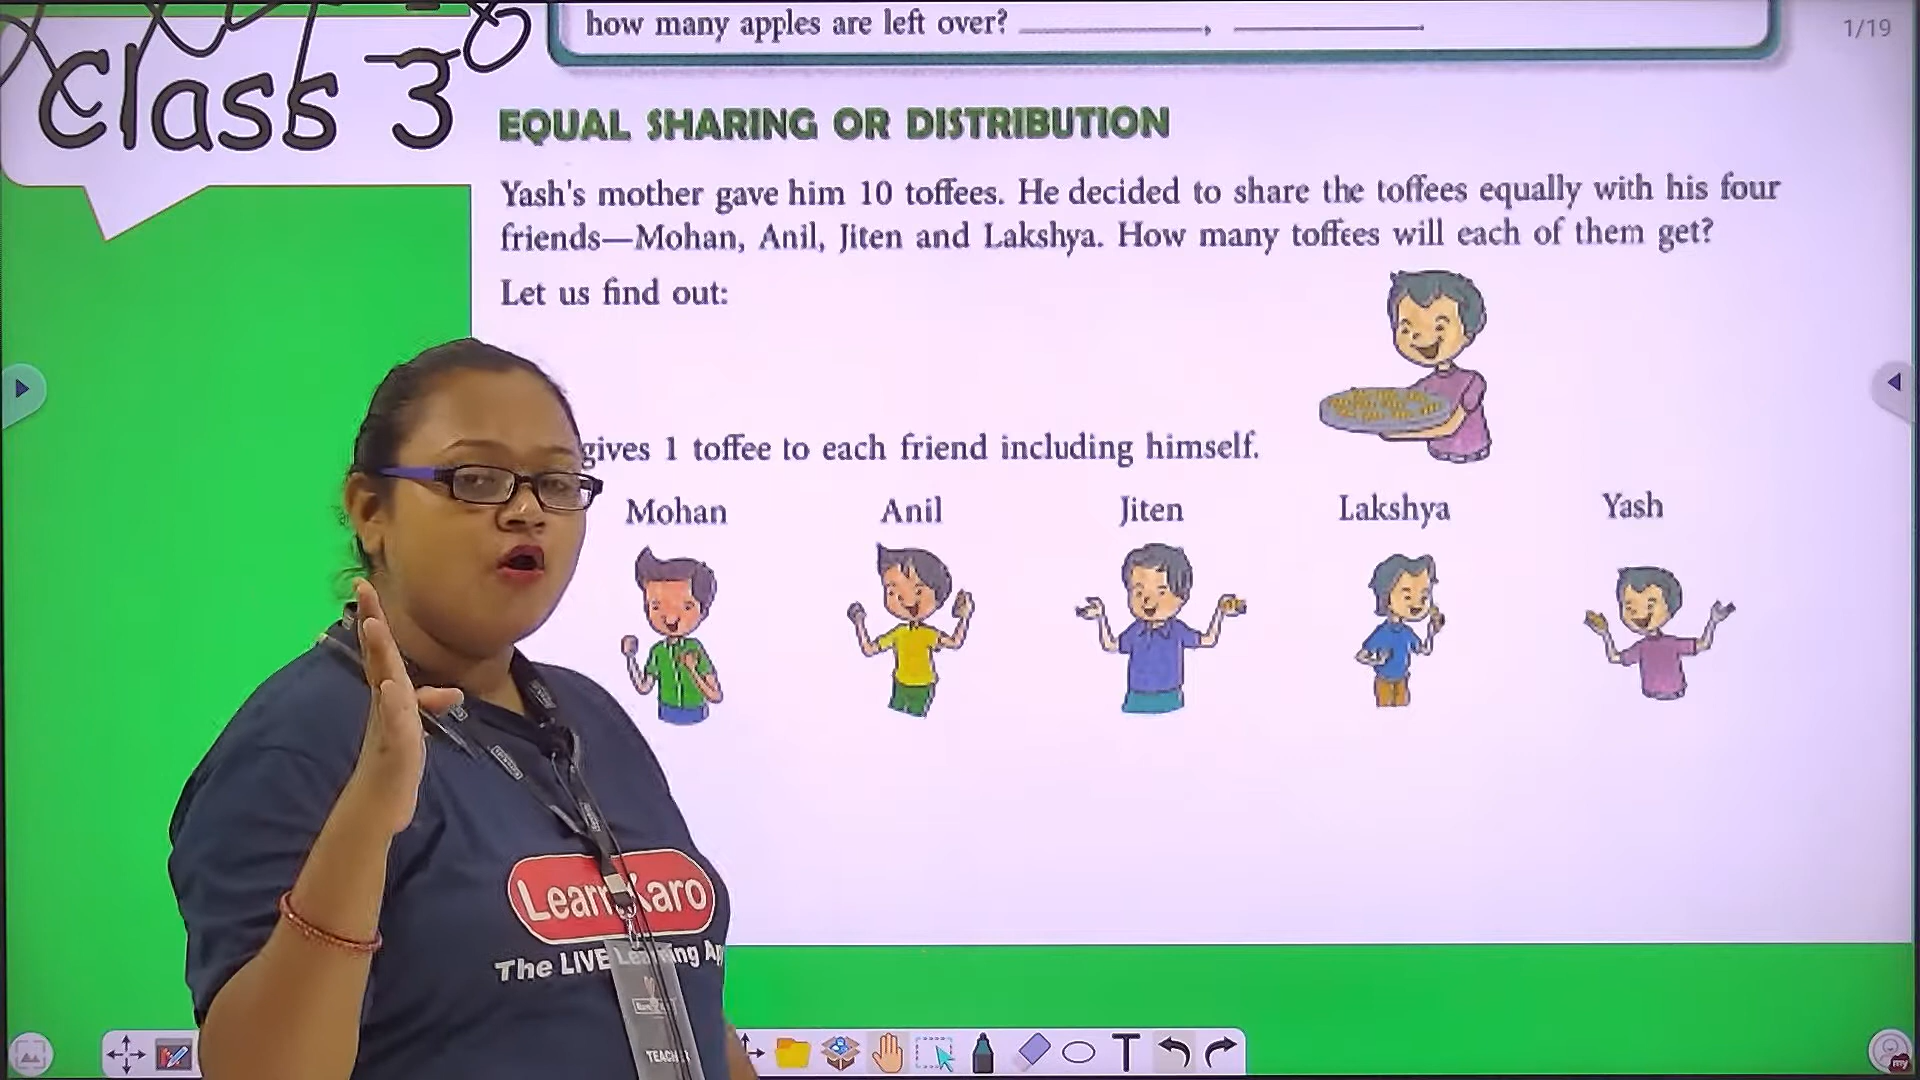 how many apples are left over?
1/19
Class 3
EQUAL SHARING OR DISTRIBUTION
Yash's mother gave him 10 toffees. He decided to share the toffees equally with his four
friends—Mohan, Anil, Jiten and Lakshya. How many toffees will each of them get?
Let us find out:
gives 1 toffee to each friend including himself.
Mohan Anil Jiten Lakshya Yash
Learn Karo
The LIVE Learning Ap
TEACHER
T
my